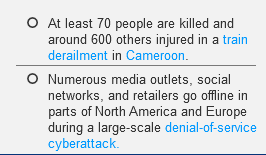 At least 70 people are killed and
around 600 others injured in a train
derailment in Cameroon.
Numerous media outlets, social
networks, and retailers go offline in
parts of North America and Europe
during a large-scale denial-of-service
cyberattack.